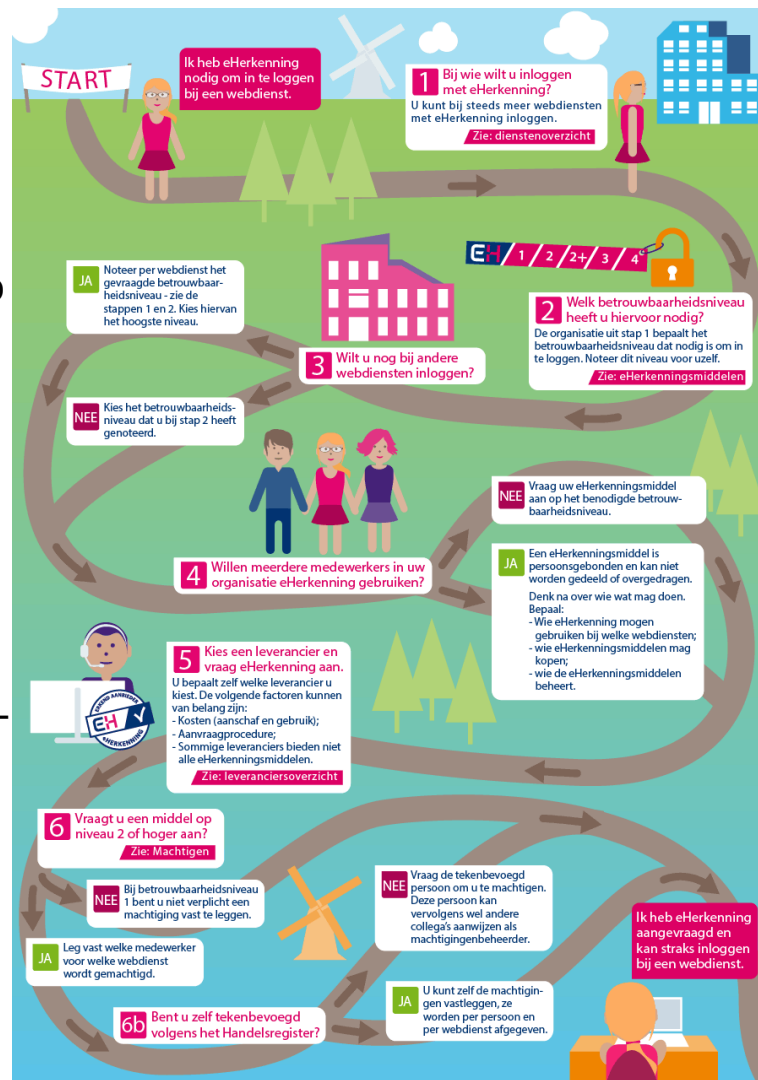 START
Ik heb eHerkenning
nodig om in te loggen
bij een webdienst.
1 Bij wie wilt u inloggen
met eHerkenning?
U kunt bij steeds meer webdiensten
met eHerkenning inloggen.
Zie: dienstenoverzicht
EH/1/2/2+/3/4
2 Welk betrouwbaarheidsniveau
heeft u hiervoor nodig?
De organisatie uit stap 1 bepaalt het
betrouwbaarheidsniveau dat nodig is om in
te loggen. Noteer dit niveau voor uzelf.
Zie: eHerkenningsmiddelen
3 Wilt u nog bij andere
webdiensten inloggen?
JA Noteer per webdienst het
gevraagde betrouwbaar-
heidsniveau - zie de
stappen 1 en 2. Kies hiervan
het hoogste niveau.
NEE Kies het betrouwbaarheids-
niveau dat u bij stap 2 heeft
genoteerd.
4 Willen meerdere medewerkers in uw
organisatie eHerkenning gebruiken?
NEE Vraag uw eHerkenningsmiddel
aan op het benodigde betrouw-
baarheidsniveau.
JA Een eHerkenningsmiddel is
persoonsgebonden en kan niet
worden gedeeld of overgedragen.
Denk na over wie wat mag doen.
Bepaal:
- Wie eHerkenning mogen
gebruiken bij welke webdiensten;
- wie eHerkenningsmiddelen mag
kopen;
- wie de eHerkenningsmiddelen
beheert.
5 Kies een leverancier en
vraag eHerkenning aan.
U bepaalt zelf welke leverancier u
kiest. De volgende factoren kunnen
van belang zijn:
- Kosten (aanschaf en gebruik);
- Aanvraagprocedure;
- Sommige leveranciers bieden niet
alle eHerkenningsmiddelen.
Zie: leveranciersoverzicht
ERKEND AANBIEDER
EH
eHERKENNING
6 Vraagt u een middel op
niveau 2 of hoger aan?
Zie: Machtigen
NEE Bij betrouwbaarheidsniveau
1 bent u niet verplicht een
machtiging vast te leggen.
JA Leg vast welke medewerker
voor welke webdienst
wordt gemachtigd.
6b Bent u zelf tekenbevoegd
volgens het Handelsregister?
NEE Vraag de tekenbevoegd
persoon om u te machtigen.
Deze persoon kan
vervolgens wel andere
collega's aanwijzen als
machtigingenbeheerder.
JA U kunt zelf de machtigin-
gen vastleggen, ze
worden per persoon en
per webdienst afgegeven.
Ik heb eHerkenning
aangevraagd en
kan straks inloggen
bij een webdienst.